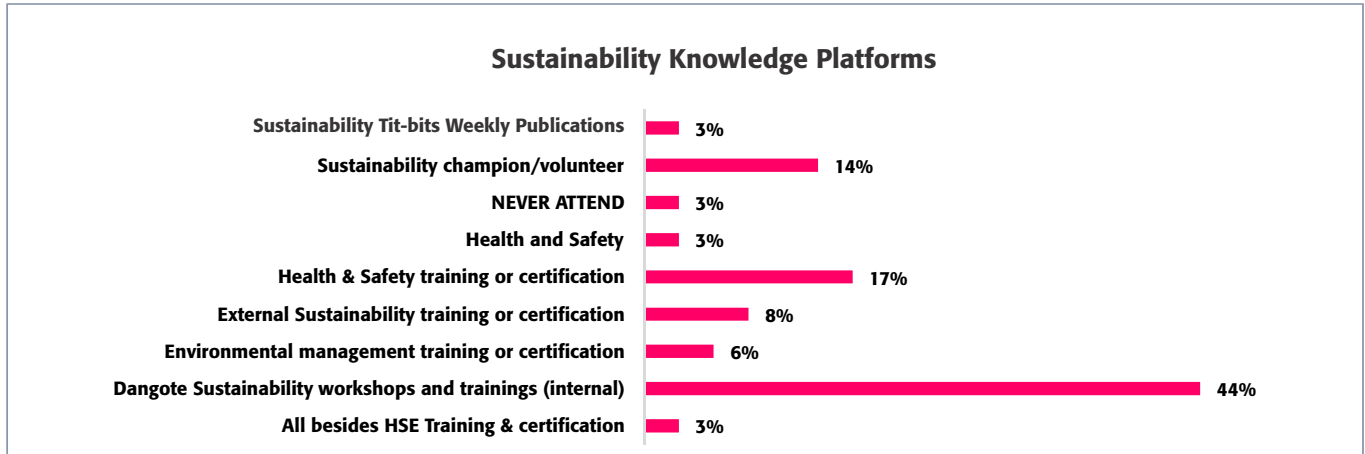 Sustainability Knowledge Platforms
Sustainability Tit-bits Weekly Publications 3%
Sustainability champion/volunteer 14%
NEVER ATTEND 3%
Health and Safety 3%
Health & Safety training or certification 17%
External Sustainability training or certification 8%
Environmental management training or certification 6%
Dangote Sustainability workshops and trainings (internal) 44%
All besides HSE Training & certification 3%